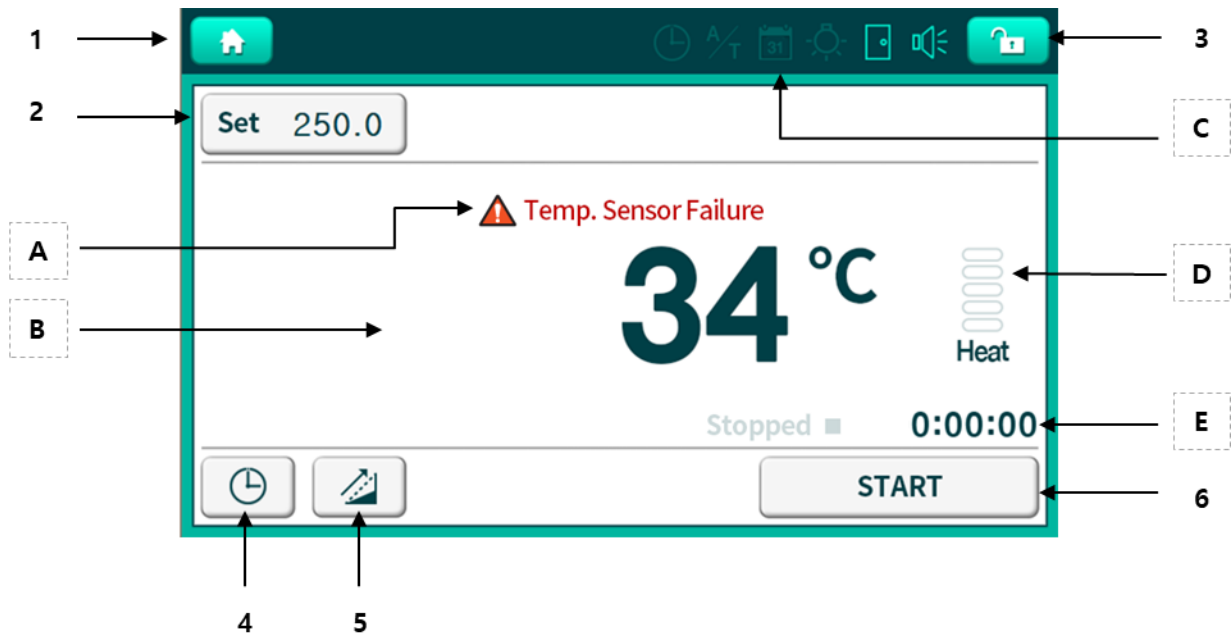 1
A/T
31
3
2
Set 250.0
C
Temp. Sensor Failure
A
34 °C
D
B
Heat
Stopped
0:00:00
E
START
6
4
5